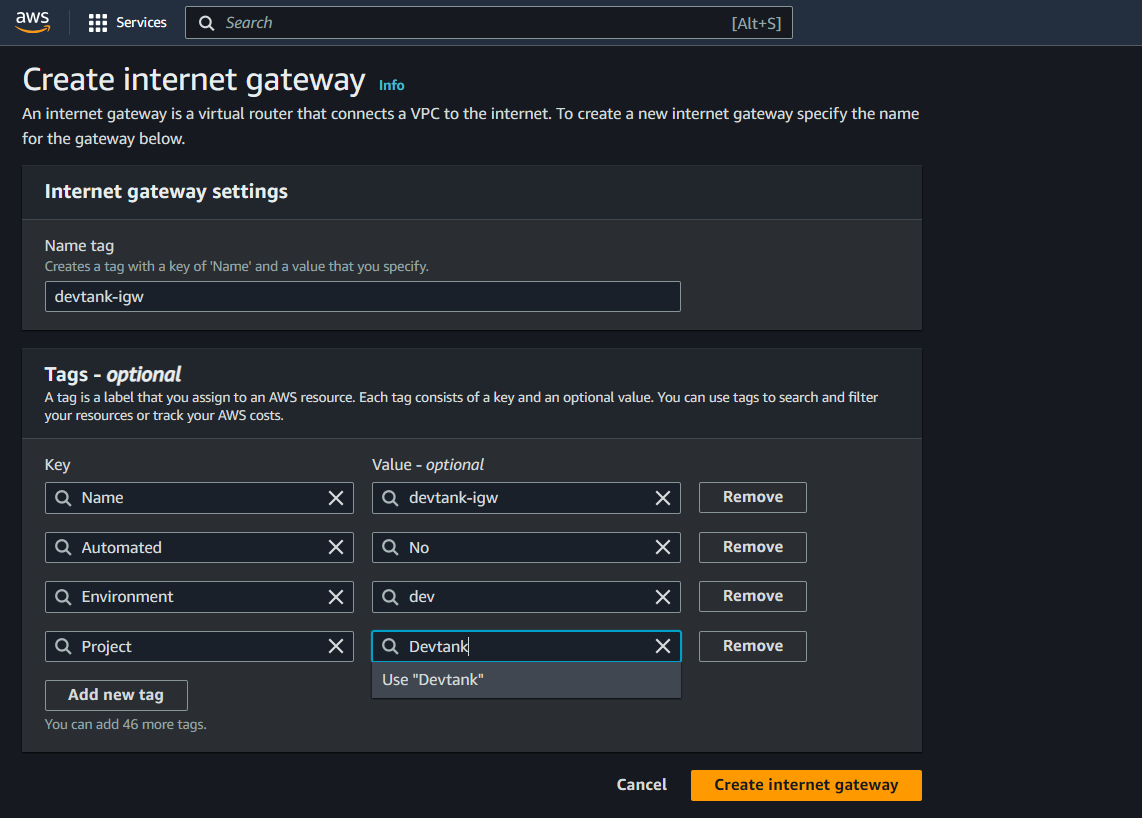 aws Services Search [Alt+S]
Create internet gateway Info
An internet gateway is a virtual router that connects a VPC to the internet. To create a new internet gateway specify the name
for the gateway below.
Internet gateway settings
Name tag
Creates a tag with a key of 'Name' and a value that you specify.
devtank-igw
Tags - optional
A tag is a label that you assign to an AWS resource. Each tag consists of a key and an optional value. You can use tags to search and filter
your resources or track your AWS costs.
Key Value - optional
Name devtank-igw Remove
Automated No Remove
Environment dev Remove
Project Devtank Remove
Use "Devtank"
Add new tag
You can add 46 more tags.
Cancel Create internet gateway